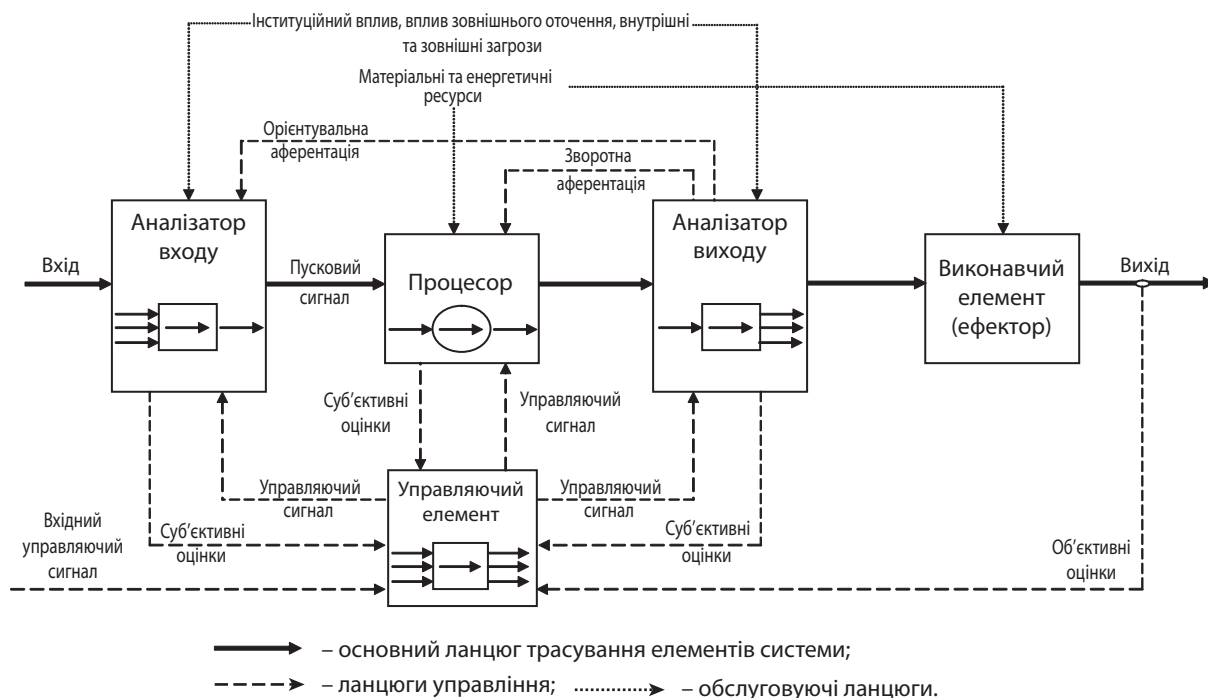 Інституційний вплив, вплив зовнішнього оточення, внутрішні
та зовнішні загрози
Матеріальні та енергетичні
ресурси
Орієнтувальна
аферентація
Зворотна
аферентація
Аналізатор
входу
Аналізатор
виходу
Вхід
Пусковий
сигнал
Процесор
Виконавчий
елемент
(ефектор)
Вихід
Суб’єктивні
оцінки
Управляючий
сигнал
Управляючий
сигнал
Управляючий
елемент
Управляючий
сигнал
Вхідний
управляючий
сигнал
Суб’єктивні
оцінки
Суб’єктивні
оцінки
Об’єктивні
оцінки
– основний ланцюг трасування елементів системи;
– ланцюги управління; – обслуговуючі ланцюги.